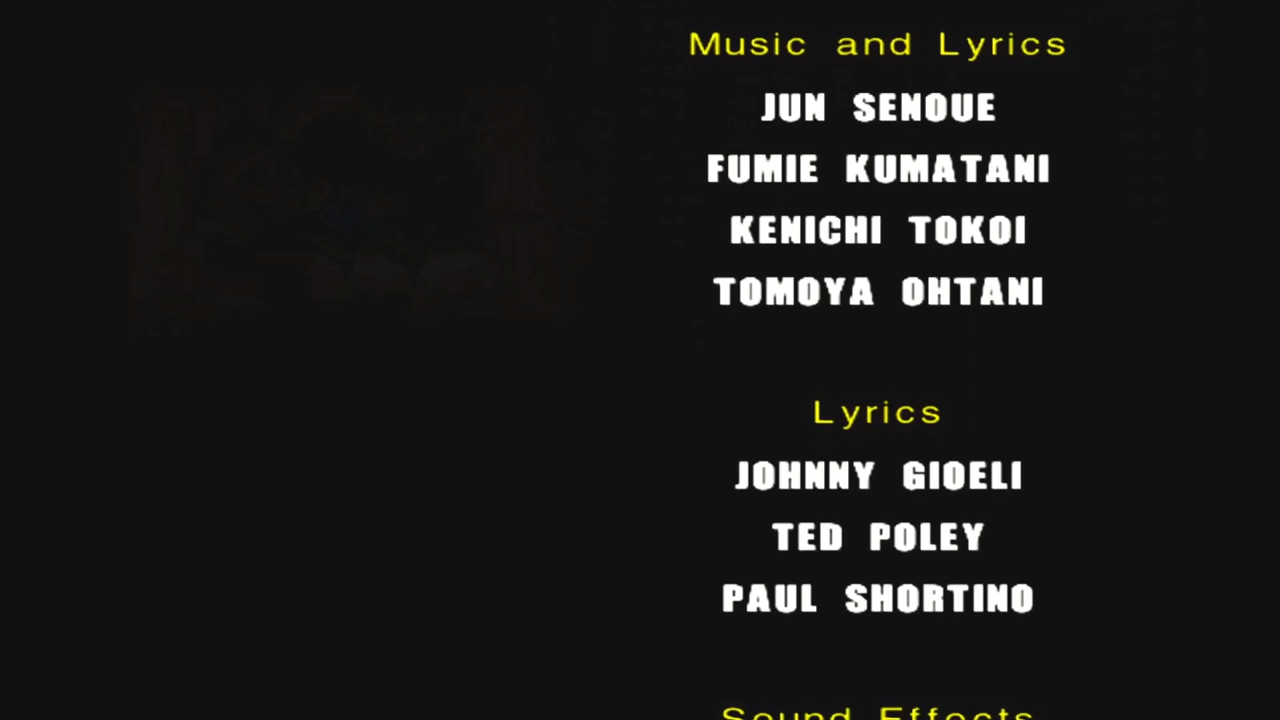 Music and Lyrics
JUN SENOUE
FUMIE KUMATANI
KENICHI TOKOI
TOMOYA OHTANI
Lyrics
JOHNNY GIOELI
TED POLEY
PAUL SHORTINO
Sound Effects